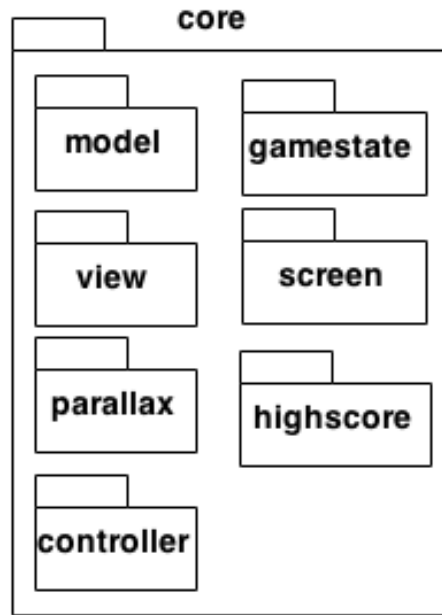 core
model
gamestate
view
screen
parallax
highscore
controller